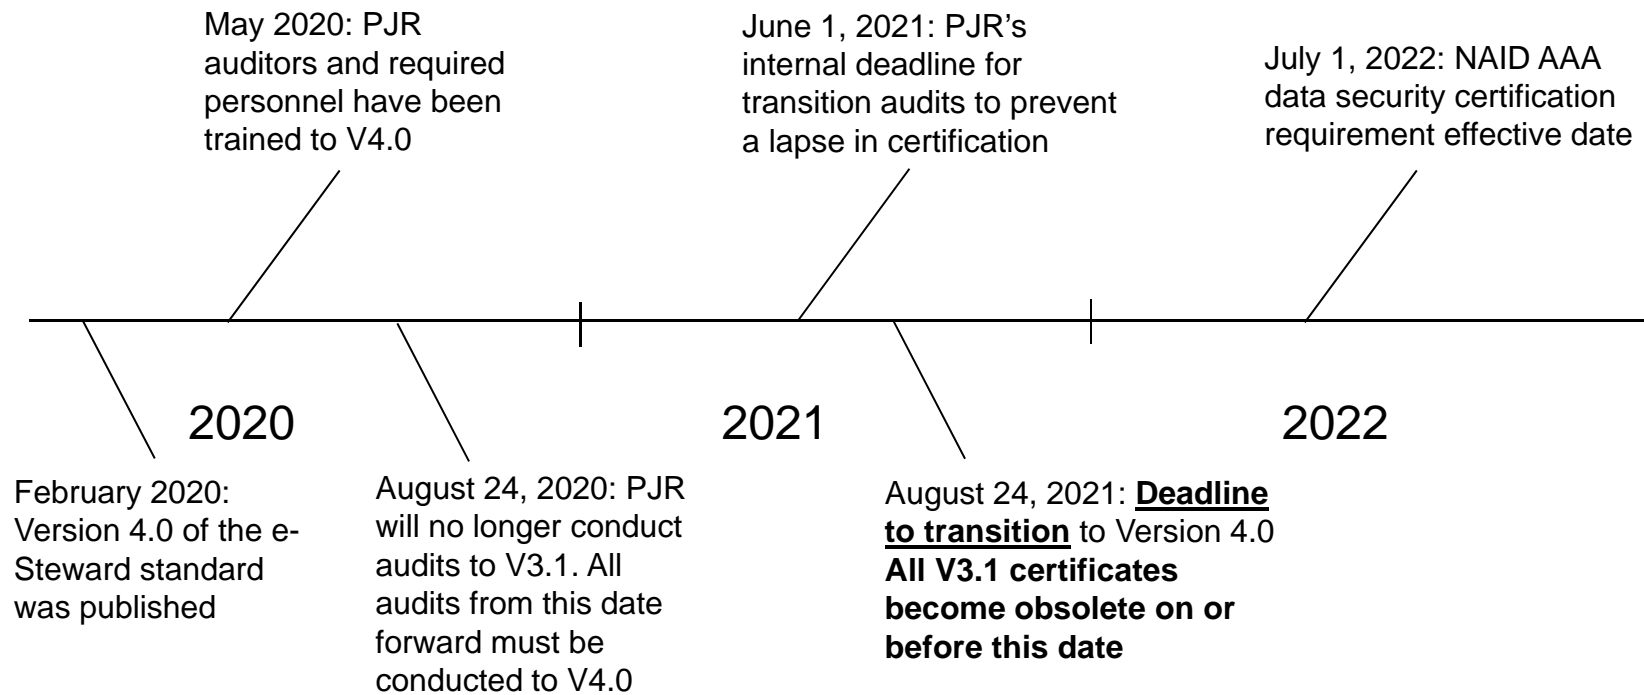 May 2020: PJR
auditors and required
personnel have been
trained to V4.0
June 1, 2021: PJR’s
internal deadline for
transition audits to prevent
a lapse in certification
July 1, 2022: NAID AAA
data security certification
requirement effective date
2020
2021
2022
February 2020:
Version 4.0 of the e-
Steward standard
was published
August 24, 2020: PJR
will no longer conduct
audits to V3.1. All
audits from this date
forward must be
conducted to V4.0
August 24, 2021: Deadline
to transition to Version 4.0
All V3.1 certificates
become obsolete on or
before this date